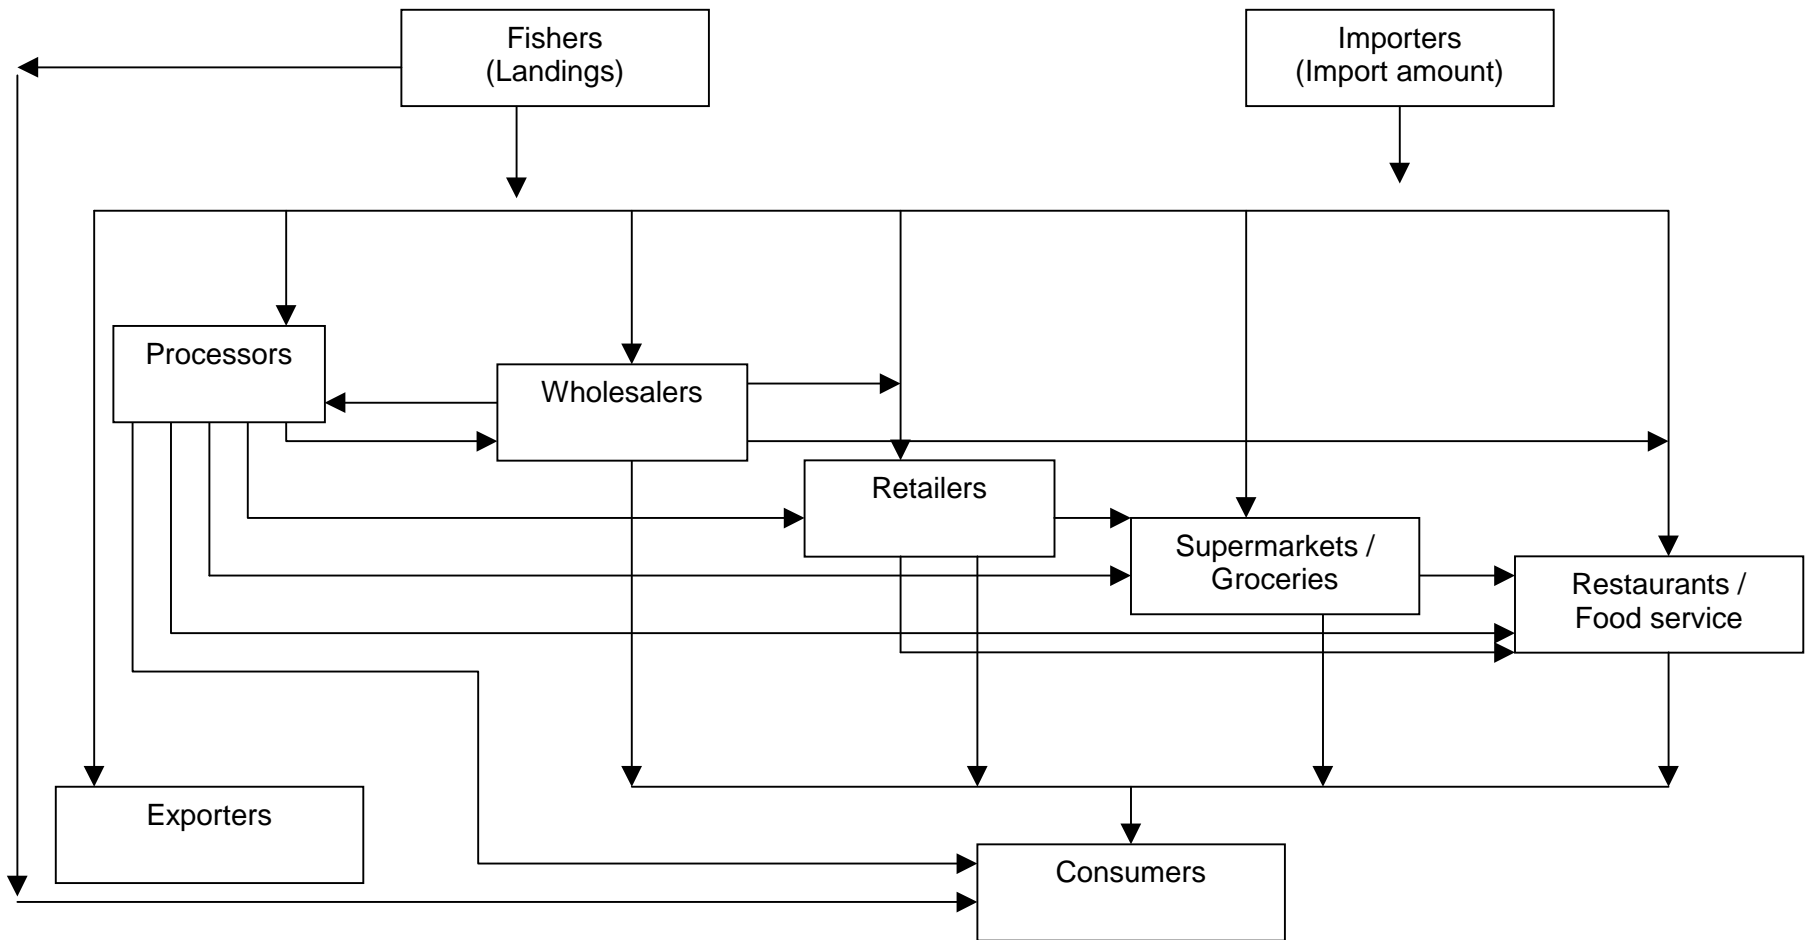 Fishers
(Landings)
Importers
(Import amount)
Processors
Wholesalers
Retailers
Supermarkets /
Groceries
Restaurants /
Food service
Exporters
Consumers